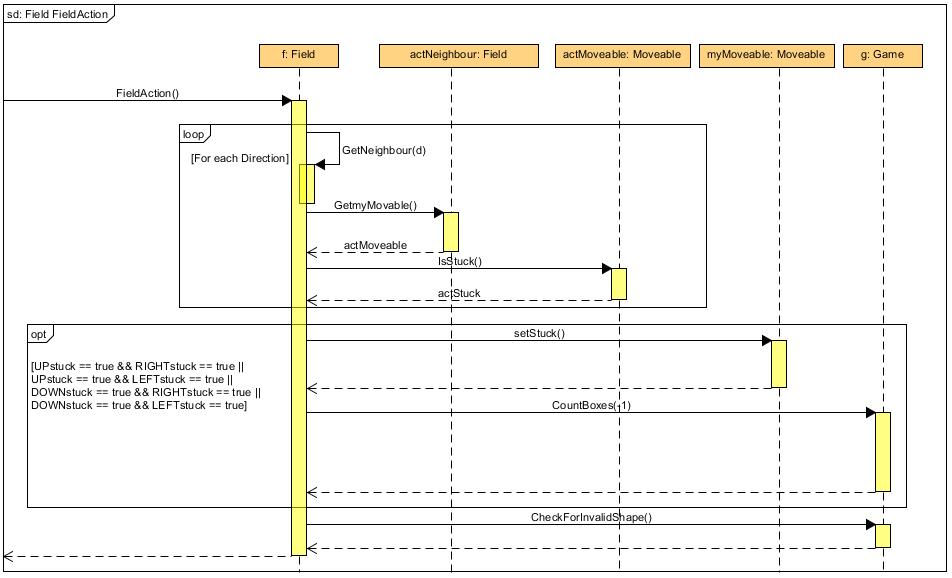 sd: Field FieldAction
f: Field
actNeighbour: Field
actMoveable: Moveable
myMoveable: Moveable
g: Game
FieldAction()
loop
[For each Direction]
GetNeighbour(d)
GetmyMovable()
actMoveable
IsStuck()
actStuck
opt
setStuck()
[UPstuck == true && RIGHTstuck == true ||
UPstuck == true && LEFTstuck == true ||
DOWNstuck == true && RIGHTstuck == true ||
DOWNstuck == true && LEFTstuck == true]
CountBoxes(-1)
CheckForInvalidShape()